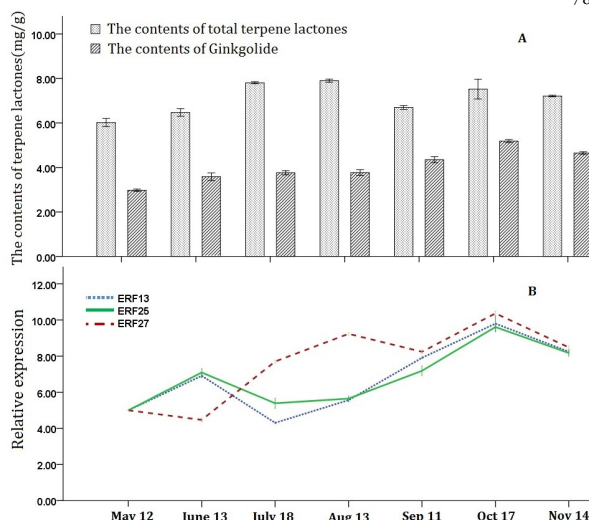 The contents of total terpene lactones
The contents of Ginkgolide
A
The contents of terpene lactones(mg/g)
10.00
8.00
6.00
4.00
2.00
0.00
B
ERF13
ERF25
ERF27
Relative expression
12.00
10.00
8.00
6.00
4.00
2.00
0.00
May 12 June 13 July 18 Aug 13 Sep 11 Oct 17 Nov 14